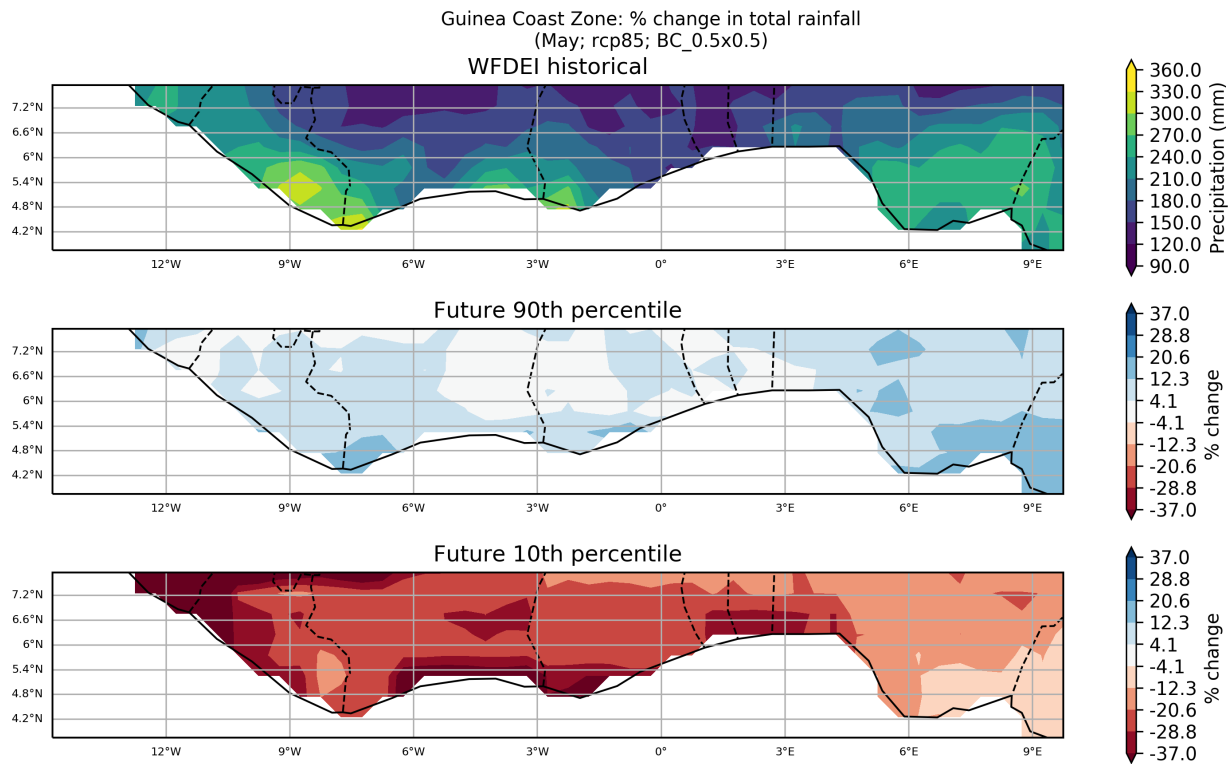 Guinea Coast Zone: % change in total rainfall
(May; rcp85; BC_0.5x0.5)
WFDEI historical
7.2°N
6.6°N
6°N
5.4°N
4.8°N
4.2°N
12°W 9°W 6°W 3°W 0° 3°E 6°E 9°E
360.0
330.0
300.0
270.0
240.0
210.0
180.0
150.0
120.0
90.0
Precipitation (mm)
Future 90th percentile
7.2°N
6.6°N
6°N
5.4°N
4.8°N
4.2°N
12°W 9°W 6°W 3°W 0° 3°E 6°E 9°E
37.0
28.8
20.6
12.3
4.1
-4.1
-12.3
-20.6
-28.8
-37.0
% change
Future 10th percentile
7.2°N
6.6°N
6°N
5.4°N
4.8°N
4.2°N
12°W 9°W 6°W 3°W 0° 3°E 6°E 9°E
37.0
28.8
20.6
12.3
4.1
-4.1
-12.3
-20.6
-28.8
-37.0
% change